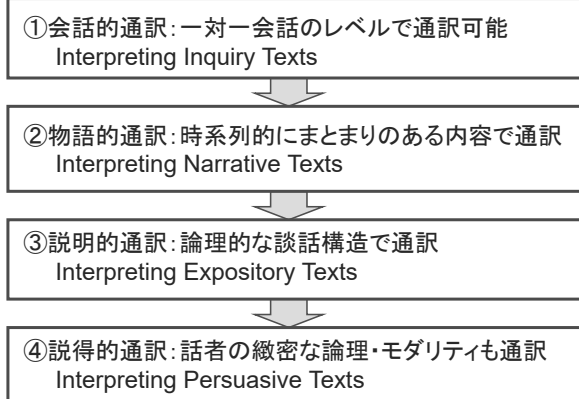 ①会話的通訳：一対一会話のレベルで通訳可能
Interpreting Inquiry Texts
②物語的通訳：時系列的にまとまりのある内容で通訳
Interpreting Narrative Texts
③説明的通訳：論理的な談話構造で通訳
Interpreting Expository Texts
④説得的通訳：話者の緻密な論理・モダリティも通訳
Interpreting Persuasive Texts